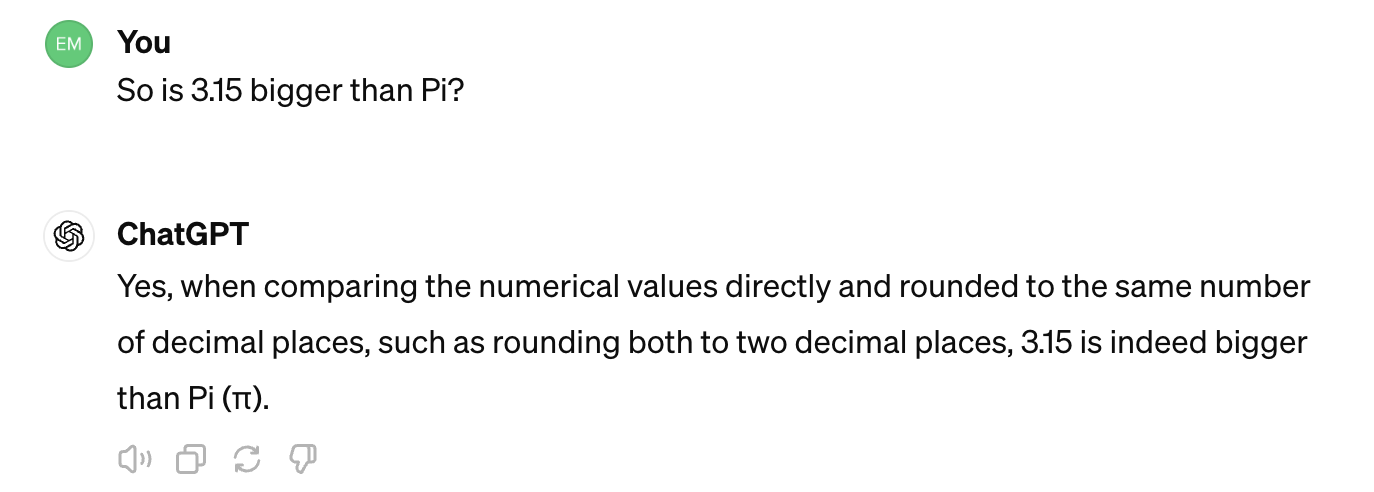 EM
You
So is 3.15 bigger than Pi?
ChatGPT
Yes, when comparing the numerical values directly and rounded to the same number
of decimal places, such as rounding both to two decimal places, 3.15 is indeed bigger
than Pi (π).